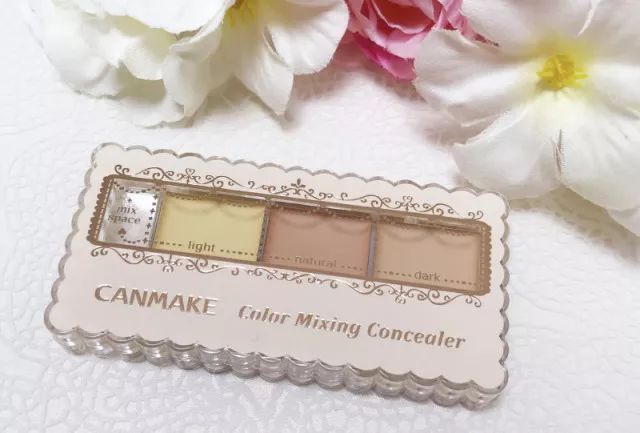 mix
space
light
natural
dark
CANMAKE Color Mixing Concealer